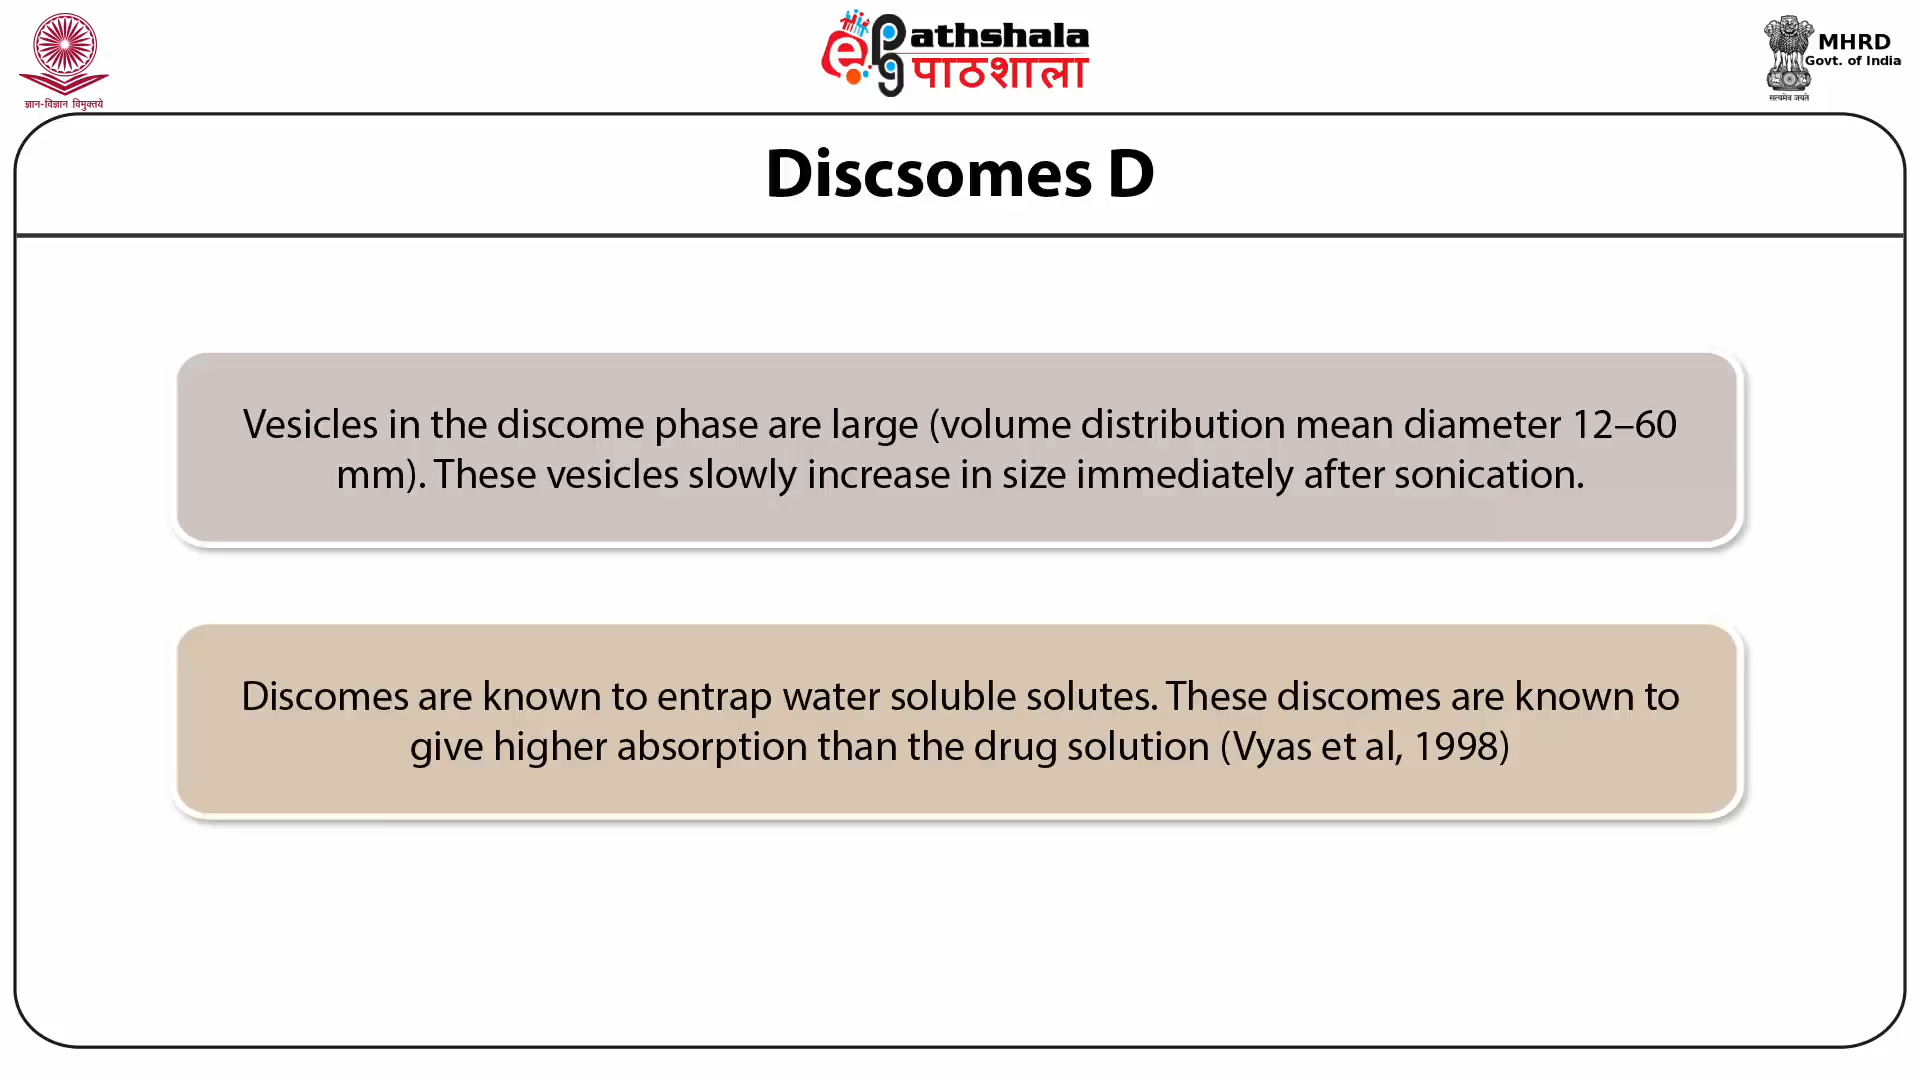 ज्ञान-विज्ञान विमुक्तये
ePathshala
पाठशाला
MHRD
Govt. of India
सत्यमेव जयते
Discsomes D
Vesicles in the discome phase are large (volume distribution mean diameter 12–60
mm). These vesicles slowly increase in size immediately after sonication.
Discomes are known to entrap water soluble solutes. These discomes are known to
give higher absorption than the drug solution (Vyas et al, 1998)